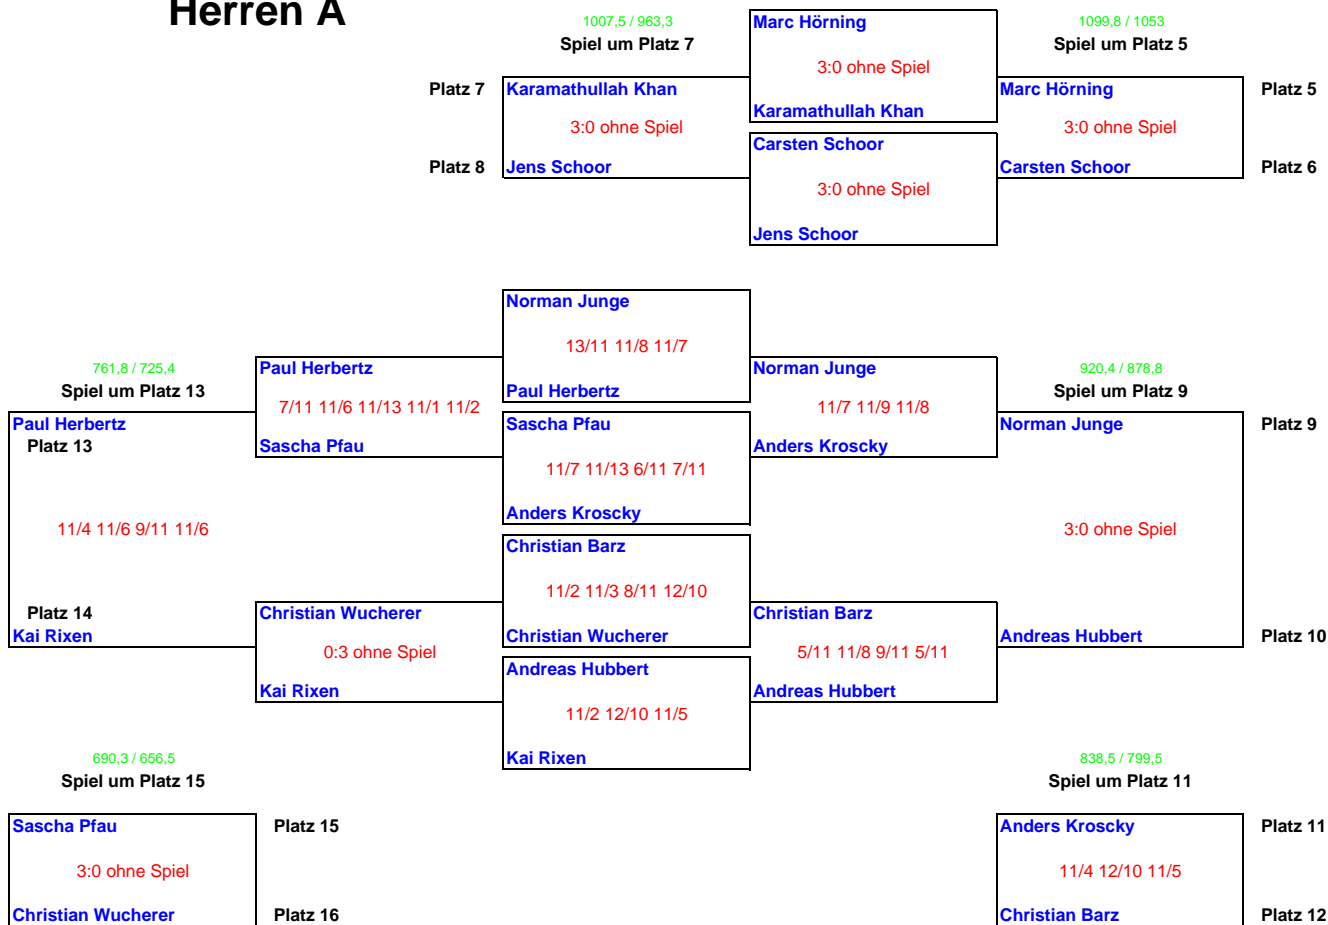 Herren A
1007,5 / 963,3
Marc Hörning
1099,8 / 1053
Spiel um Platz 7
Spiel um Platz 5
3:0 ohne Spiel
Platz 7
Karamathullah Khan
Marc Hörning
Platz 5
Karamathullah Khan
3:0 ohne Spiel
3:0 ohne Spiel
Carsten Schoor
Platz 8
Jens Schoor
Carsten Schoor
Platz 6
3:0 ohne Spiel
Jens Schoor
Norman Junge
13/11 11/8 11/7
761,8 / 725,4
Paul Herbertz
Norman Junge
920,4 / 878,8
Spiel um Platz 13
Paul Herbertz
Spiel um Platz 9
7/11 11/6 11/13 11/1 11/2
11/7 11/9 11/8
Paul Herbertz
Sascha Pfau
Norman Junge
Platz 9
Platz 13
Sascha Pfau
Anders Kroscky
11/7 11/13 6/11 7/11
Anders Kroscky
11/4 11/6 9/11 11/6
3:0 ohne Spiel
Christian Barz
11/2 11/3 8/11 12/10
Platz 14
Christian Wucherer
Christian Barz
Kai Rixen
Christian Wucherer
Andreas Hubbert
Platz 10
0:3 ohne Spiel
5/11 11/8 9/11 5/11
Andreas Hubbert
Kai Rixen
Andreas Hubbert
11/2 12/10 11/5
690,3 / 656,5
Kai Rixen
838,5 / 799,5
Spiel um Platz 15
Spiel um Platz 11
Sascha Pfau
Platz 15
Anders Kroscky
Platz 11
3:0 ohne Spiel
11/4 12/10 11/5
Christian Wucherer
Platz 16
Christian Barz
Platz 12